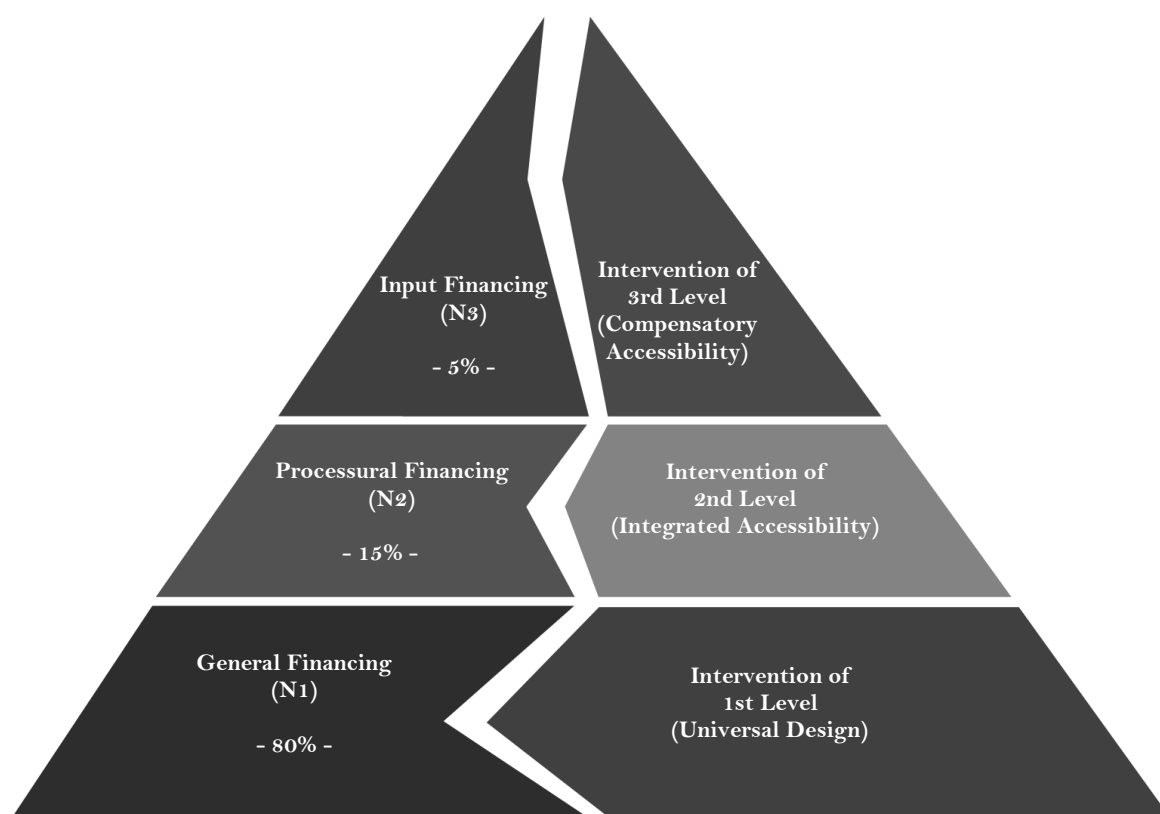 Input Financing
(N3)
- 5% -
Intervention of
3rd Level
(Compensatory
Accessibility)
Processural Financing
(N2)
- 15% -
Intervention of
2nd Level
(Integrated Accessibility)
General Financing
(N1)
- 80% -
Intervention of
1st Level
(Universal Design)